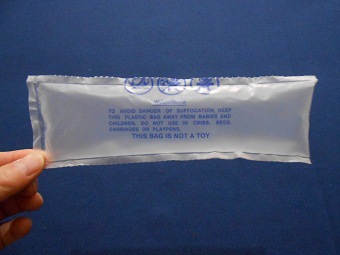 TO AVOID DANGER OF SUFFOCATION, KEEP
THIS PLASTIC BAG AWAY FROM BABIES AND
CHILDREN. DO NOT USE IN CRIBS, BEDS,
CARRIAGES OR PLAYPENS.
THIS BAG IS NOT A TOY